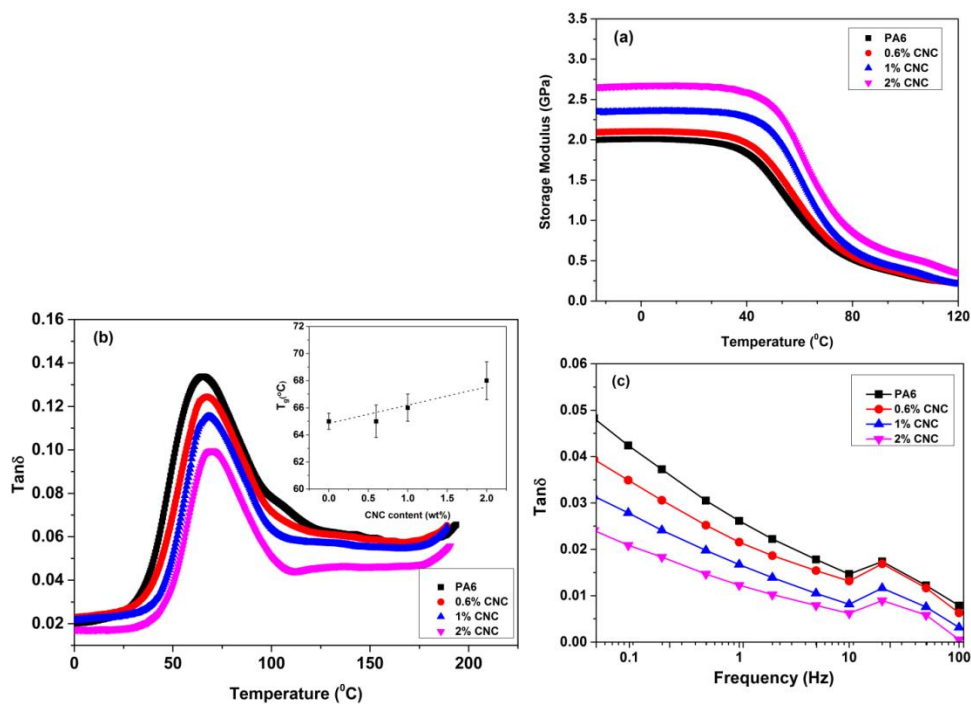 (a)
PA6
0.6% CNC
1% CNC
2% CNC
Storage Modulus (GPa)
3.5
3.0
2.5
2.0
1.5
1.0
0.5
0.0
0 40 80 120
Temperature (⁰C)
(b)
Tanδ
0.16
0.14
0.12
0.10
0.08
0.06
0.04
0.02
0 50 100 150 200
Temperature (⁰C)
Tg(°C)
72
70
68
66
64
62
60
0.0 0.5 1.0 1.5 2.0
CNC content (wt%)
PA6
0.6% CNC
1% CNC
2% CNC
(c)
PA6
0.6% CNC
1% CNC
2% CNC
Tanδ
0.06
0.05
0.04
0.03
0.02
0.01
0.00
0.1 1 10 100
Frequency (Hz)